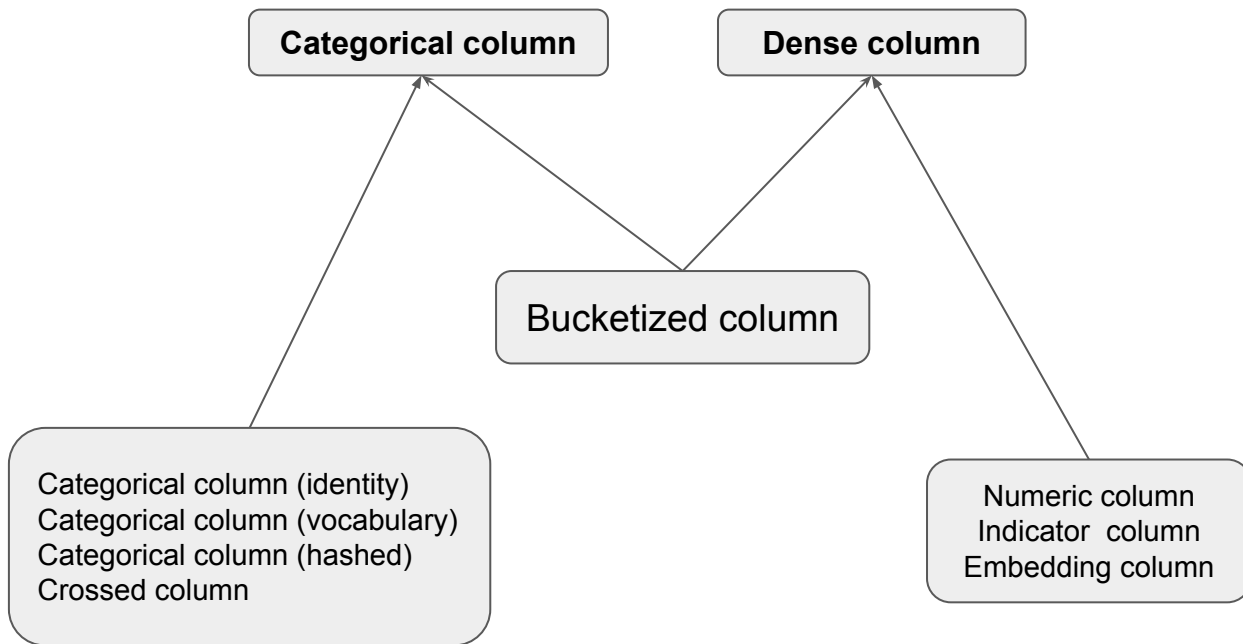 Categorical column
Dense column
Bucketized column
Categorical column (identity)
Categorical column (vocabulary)
Categorical column (hashed)
Crossed column
Numeric column
Indicator  column
Embedding column